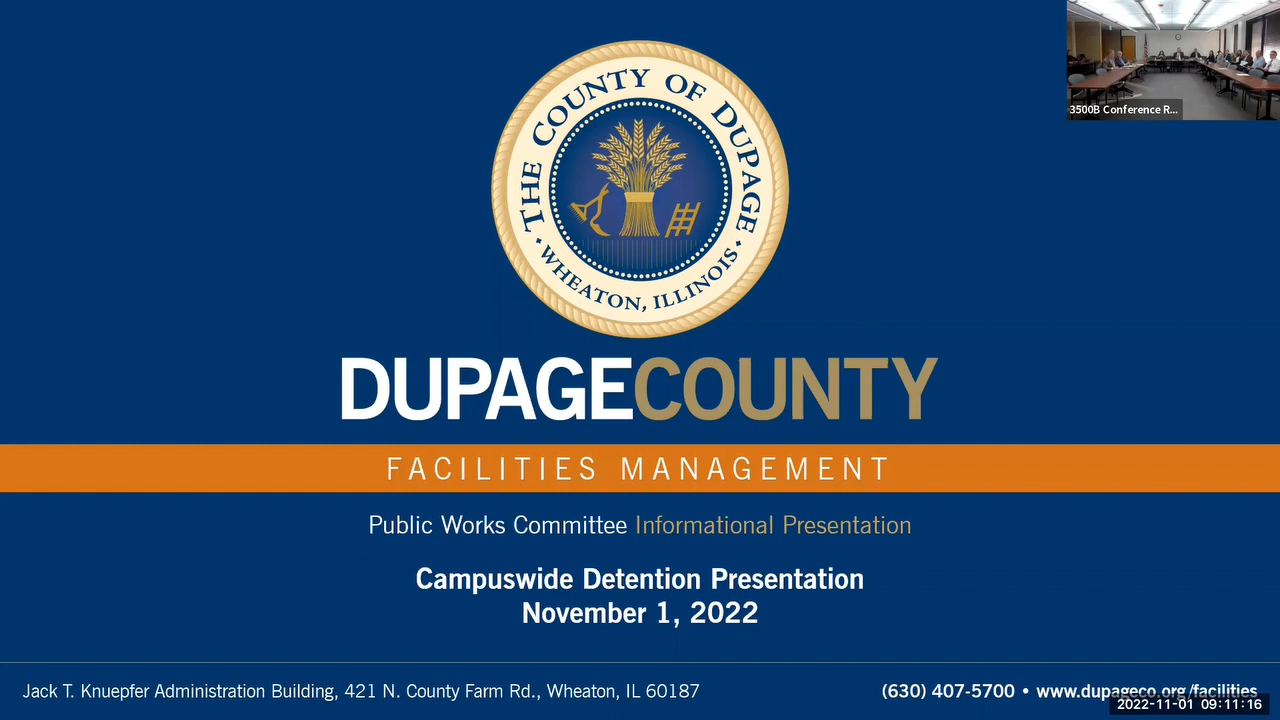 THE COUNTY OF DUPAGE
WHEATON, ILLINOIS
DUPAGECOUNTY
FACILITIES MANAGEMENT
Public Works Committee Informational Presentation
Campuswide Detention Presentation
November 1, 2022
Jack T. Knuepfer Administration Building, 421 N. County Farm Rd., Wheaton, IL 60187
(630) 407-5700 • www.dupageco.org/facilities
3500B Conference R...
2022-11-01 09:11:16